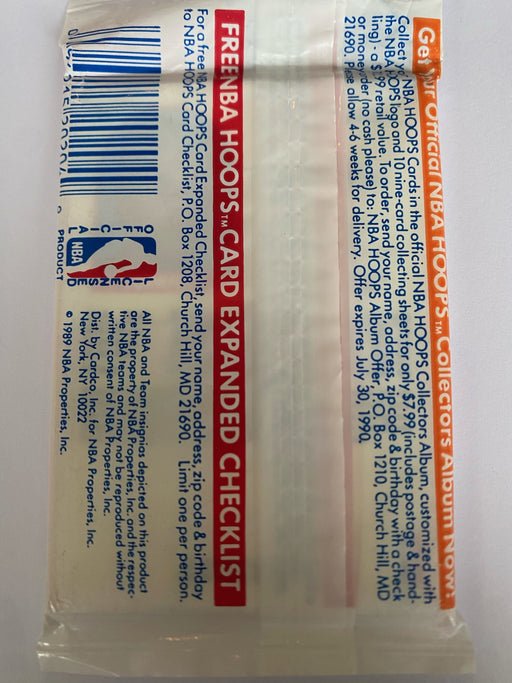 Get Your Official NBA HOOPS™ Collectors Album Now!
NBA HOOPS Cards in the official NBA HOOPS Collectors Album, customized with
the NBA HOOPS logo and 10 nine-card collecting sheets for only $7.99 (includes postage & hand-
ling) - a retail value. To order, send your name, address, zip code & birthday with a check
or money order (no cash please) to: NBA HOOPS Album Offer, P.O. Box 1210, Church Hill, MD
21690. Please allow 4-6 weeks for delivery. Offer expires July 30, 1990.
FREE NBA HOOPS™ CARD EXPANDED CHECKLIST
For a free NBA HOOPS Card Expanded Checklist, send your name, address, zip code & birthday
to NBA HOOPS Card Checklist, P.O. Box 1208, Church Hill, MD 21690. Limit one per person.
OFFICIAL
LICENSED
NBA
PRODUCT
All NBA and Team insignias depicted on this product
are the property of NBA Properties, Inc. and the respec-
tive NBA teams and may not be reproduced without
written consent of NBA Properties, Inc.
Dist. by Cardco, Inc. for NBA Properties, Inc.
New York, NY 10022
© 1989 NBA Properties, Inc.